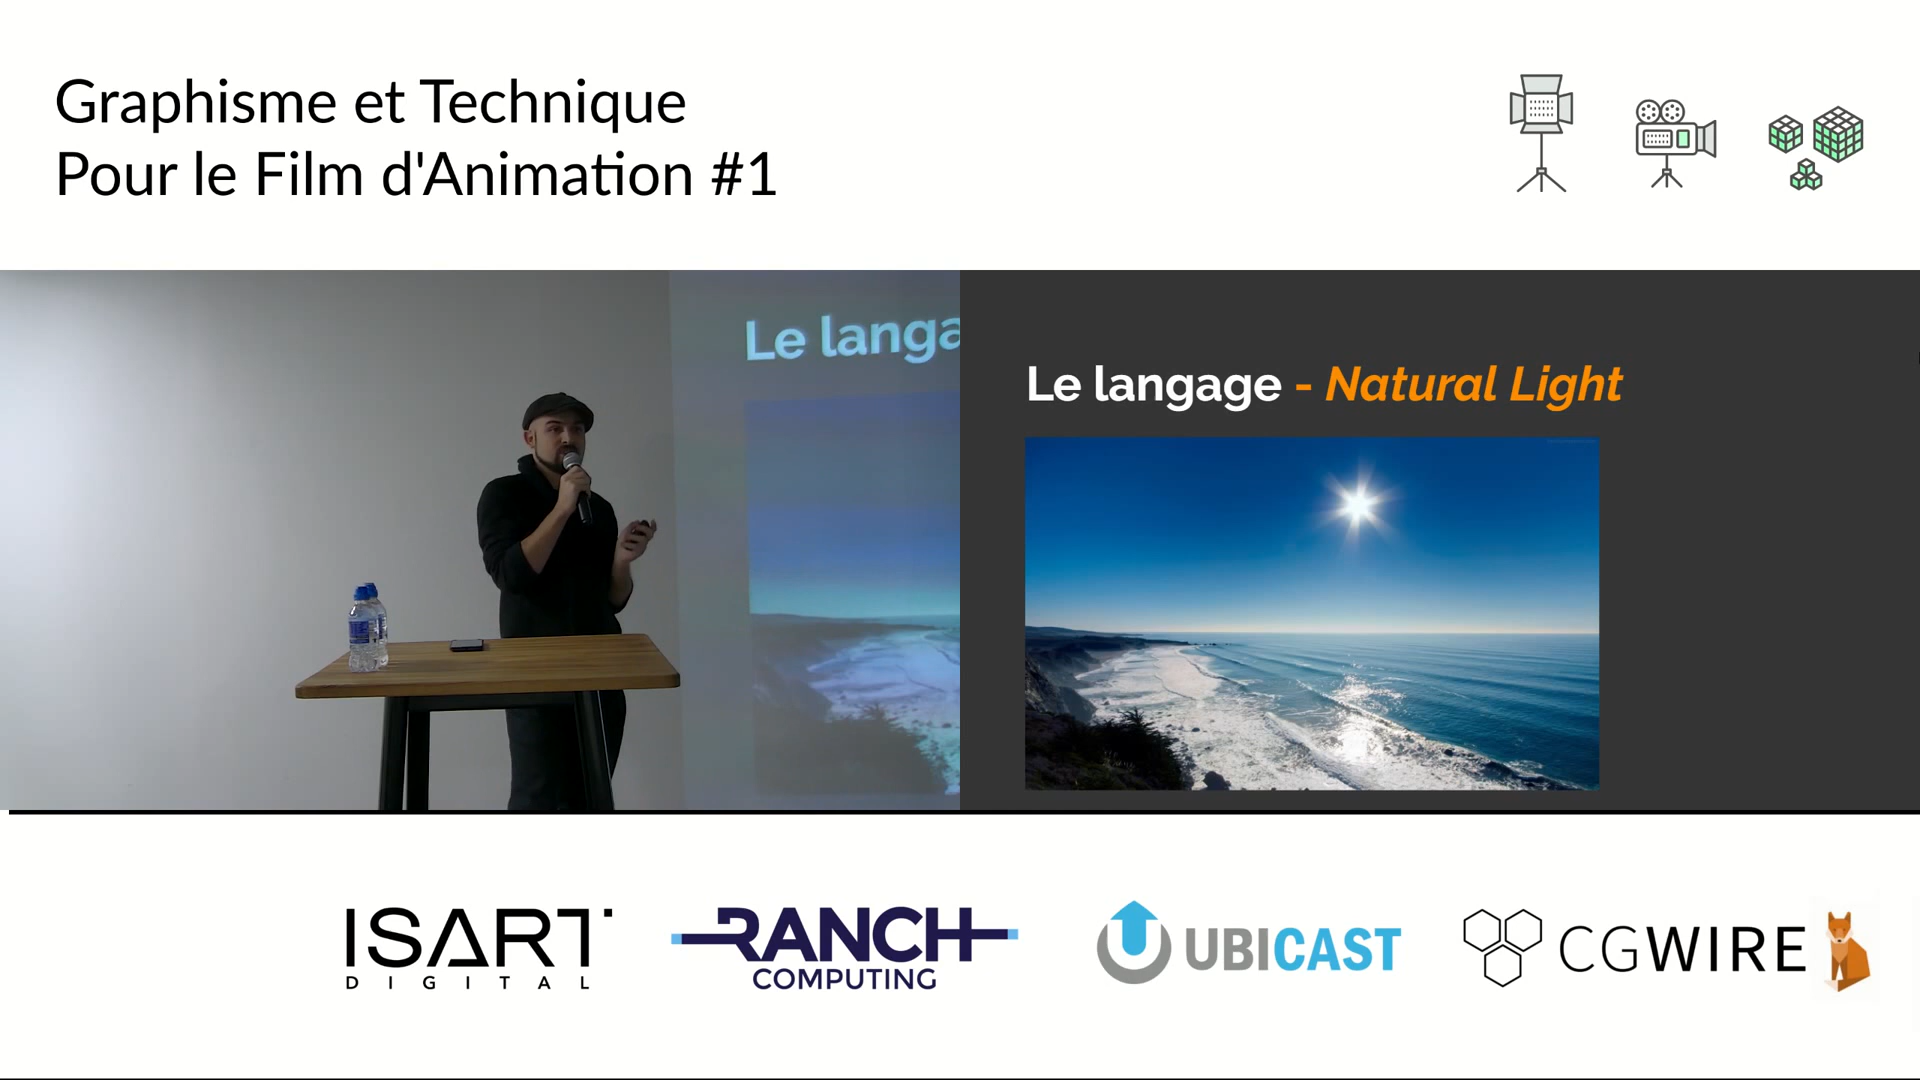 Graphisme et Technique
Pour le Film d'Animation #1
Le langa
Le langage - Natural Light
ISART
DIGITAL
RANCH
COMPUTING
UBICAST
CGWIRE